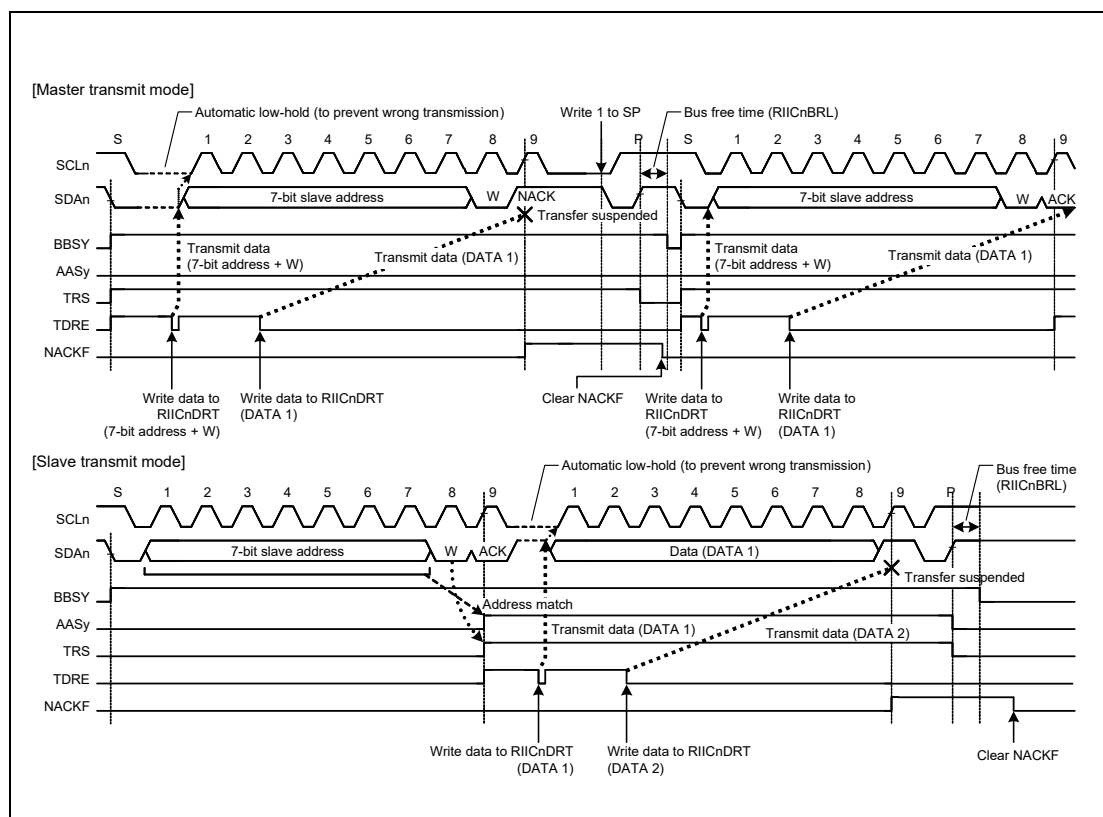 [Master transmit mode]
Automatic low-hold (to prevent wrong transmission)
Write 1 to SP
Bus free time (RIICnBRL)
S 1 2 3 4 5 6 7 8 9 P S 1 2 3 4 5 6 7 8 9
SCLn
SDAn 7-bit slave address W NACK 7-bit slave address W ACK
Transfer suspended
BBSY
Transmit data
(7-bit address + W)
Transmit data (DATA 1)
Transmit data
(7-bit address + W)
Transmit data (DATA 1)
AASy
TRS
TDRE
NACKF
Write data to
RIICnDRT
(7-bit address + W)
Write data to RIICnDRT
(DATA 1)
Clear NACKF
Write data to
RIICnDRT
(7-bit address + W)
Write data to
RIICnDRT
(DATA 1)
[Slave transmit mode]
Automatic low-hold (to prevent wrong transmission)
Bus free time
(RIICnBRL)
S 1 2 3 4 5 6 7 8 9 1 2 3 4 5 6 7 8 9 P
SCLn
SDAn 7-bit slave address W ACK Data (DATA 1)
Transfer suspended
BBSY
Address match
AASy
Transmit data (DATA 1)
Transmit data (DATA 2)
TRS
TDRE
NACKF
Write data to RIICnDRT
(DATA 1)
Write data to RIICnDRT
(DATA 2)
Clear NACKF